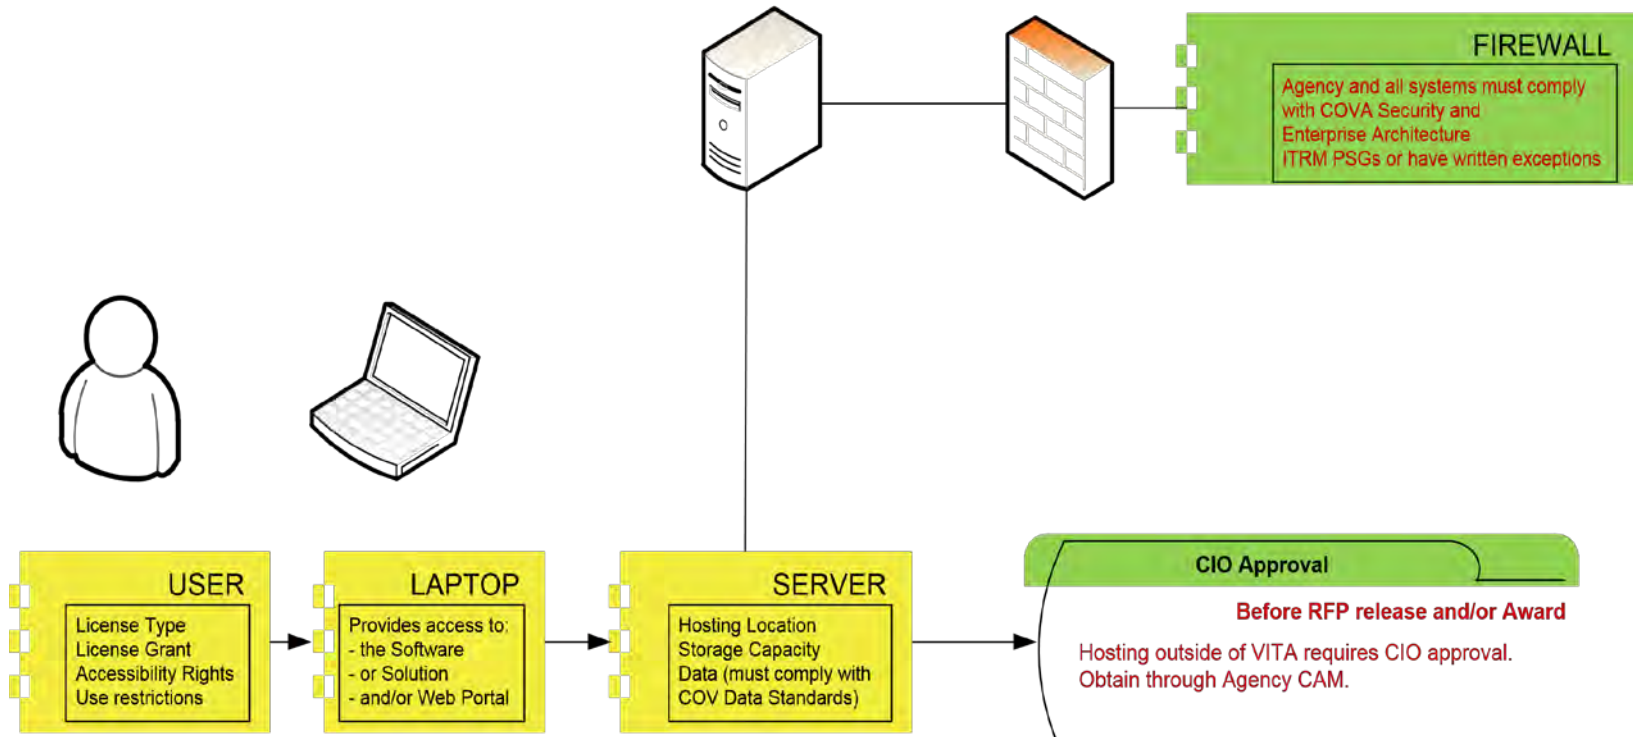 FIREWALL
Agency and all systems must comply
with COVA Security and
Enterprise Architecture
ITRM PSGs or have written exceptions
USER
License Type
License Grant
Accessibility Rights
Use restrictions
LAPTOP
Provides access to:
- the Software
- or Solution
- and/or Web Portal
SERVER
Hosting Location
Storage Capacity
Data (must comply with
COV Data Standards)
CIO Approval
Before RFP release and/or Award
Hosting outside of VITA requires CIO approval.
Obtain through Agency CAM.